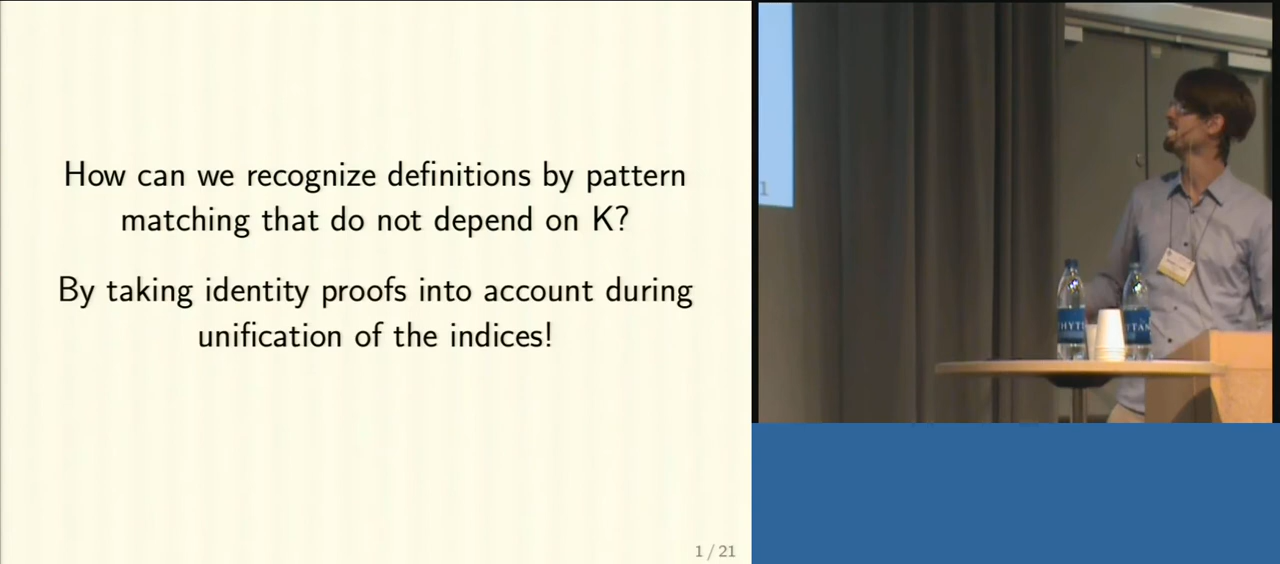 How can we recognize definitions by pattern
matching that do not depend on K?
By taking identity proofs into account during
unification of the indices!
1 / 21